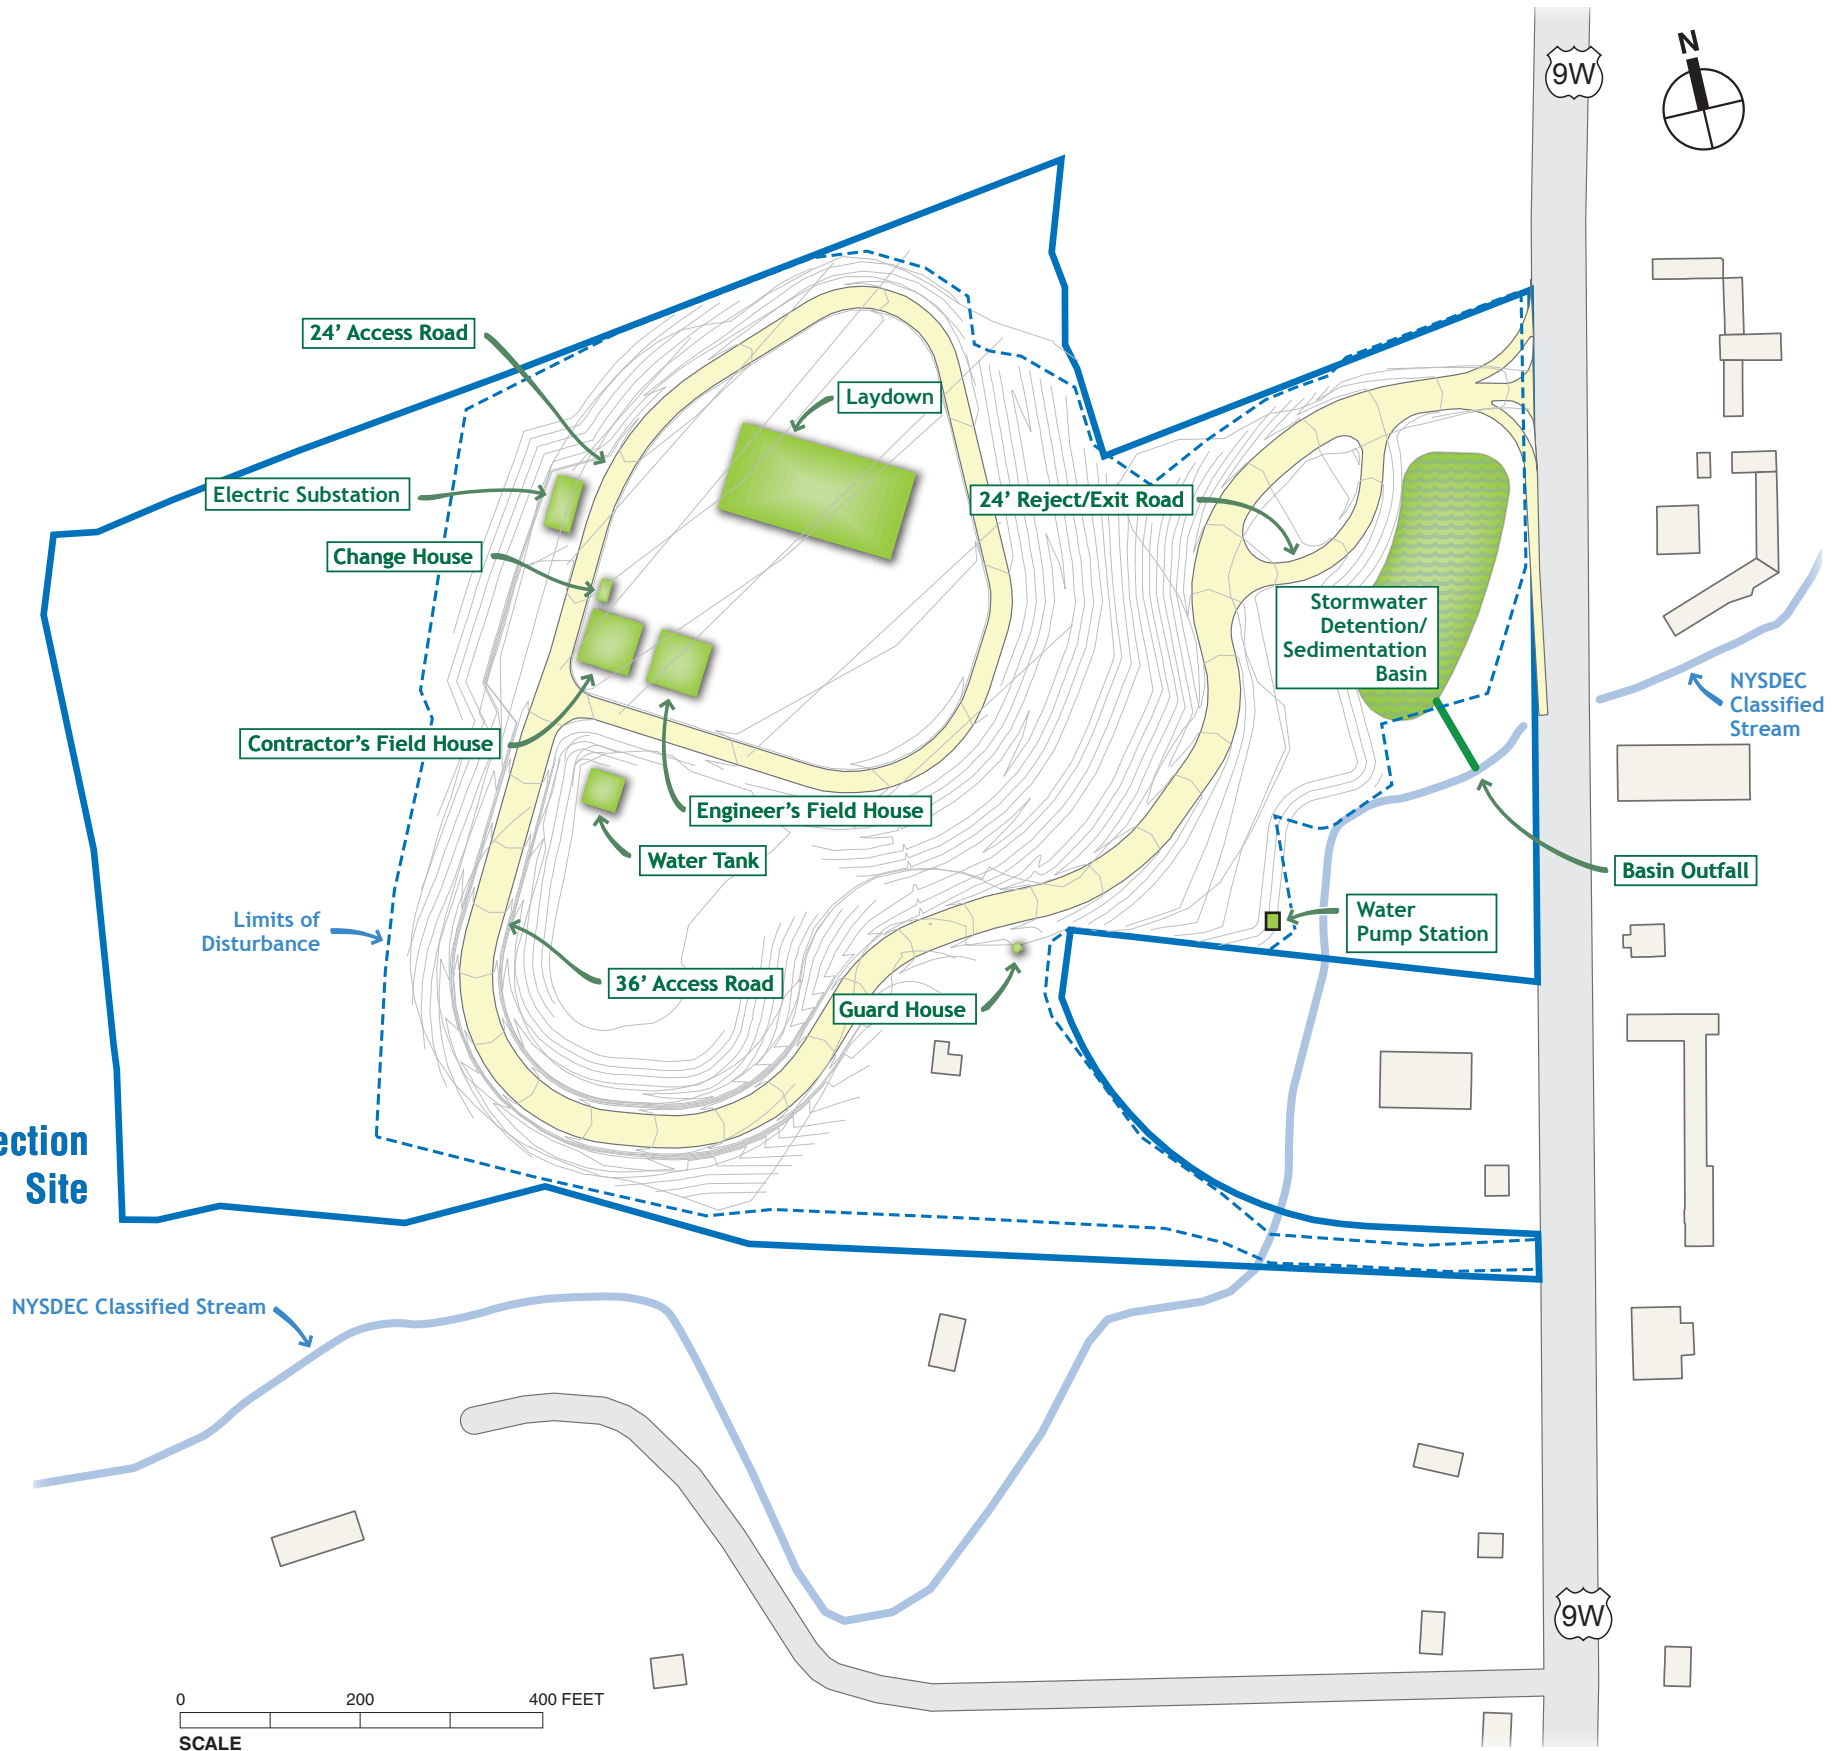 N
9W
24’ Access Road
Laydown
Electric Substation
24’ Reject/Exit Road
Change House
Stormwater
Detention/
Sedimentation
Basin
NYSDEC
Classified
Stream
Contractor’s Field House
Engineer’s Field House
Water Tank
Basin Outfall
Limits of
Disturbance
Water
Pump Station
36’ Access Road
Guard House
ection
Site
NYSDEC Classified Stream
9W
0 200 400 FEET
SCALE